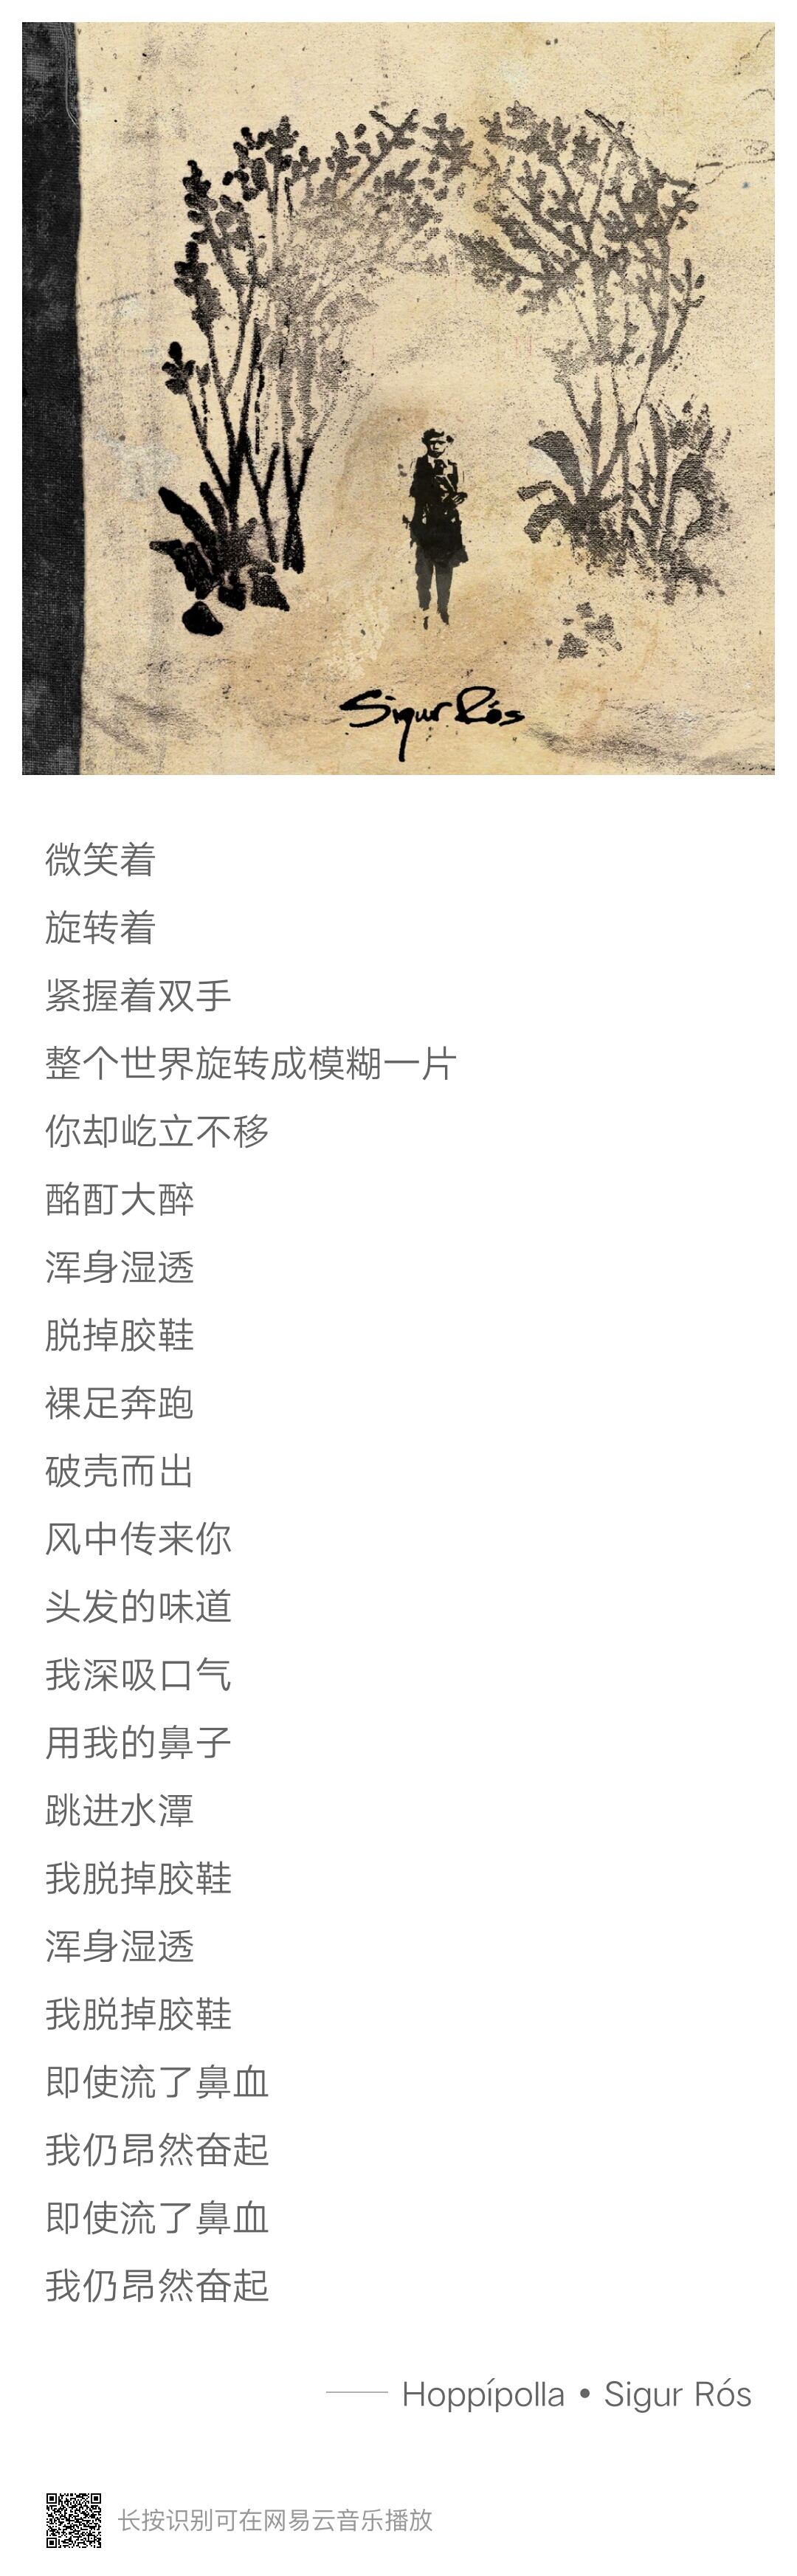 Sigur Rós
微笑着
旋转着
紧握着双手
整个世界旋转成模糊一片
你却屹立不移
酩酊大醉
浑身湿透
脱掉胶鞋
裸足奔跑
破壳而出
风中传来你
头发的味道
我深吸口气
用我的鼻子
跳进水潭
我脱掉胶鞋
浑身湿透
我脱掉胶鞋
即使流了鼻血
我仍昂然奋起
即使流了鼻血
我仍昂然奋起
—— Hoppípolla • Sigur Rós
长按识别可在网易云音乐播放